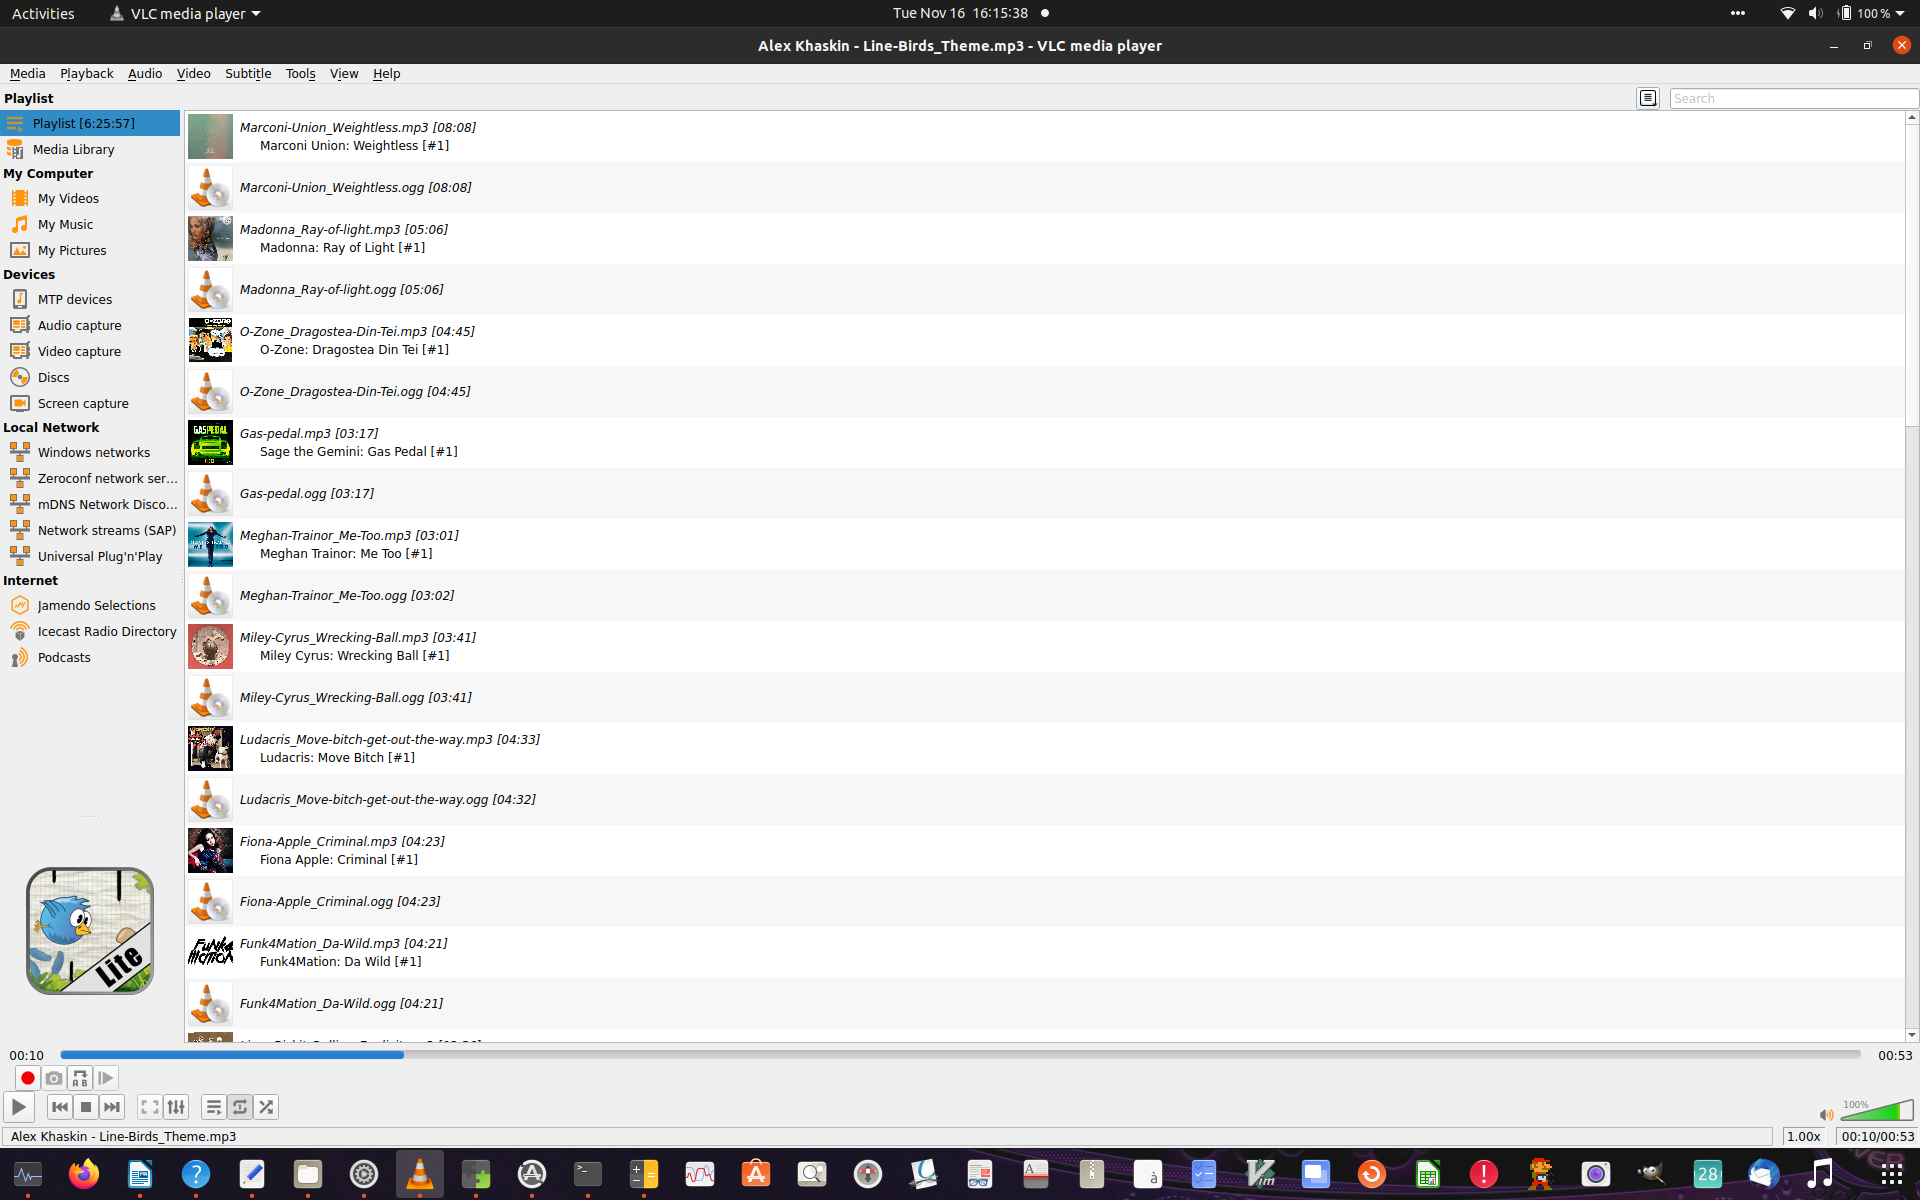 Activities
VLC media player
Tue Nov 16 16:15:38
100 %
Alex Khaskin - Line-Birds_Theme.mp3 - VLC media player
Media Playback Audio Video Subtitle Tools View Help
Playlist
Search
Playlist [6:25:57]
Media Library
My Computer
My Videos
My Music
My Pictures
Devices
MTP devices
Audio capture
Video capture
Discs
Screen capture
Local Network
Windows networks
Zeroconf network ser...
mDNS Network Disco...
Network streams (SAP)
Universal Plug'n'Play
Internet
Jamendo Selections
Icecast Radio Directory
Podcasts
Lite
Marconi-Union_Weightless.mp3 [08:08]
Marconi Union: Weightless [#1]
Marconi-Union_Weightless.ogg [08:08]
Madonna_Ray-of-light.mp3 [05:06]
Madonna: Ray of Light [#1]
Madonna_Ray-of-light.ogg [05:06]
O-Zone_Dragostea-Din-Tei.mp3 [04:45]
O-Zone: Dragostea Din Tei [#1]
O-Zone_Dragostea-Din-Tei.ogg [04:45]
GAS PEDAL
Gas-pedal.mp3 [03:17]
Sage the Gemini: Gas Pedal [#1]
Gas-pedal.ogg [03:17]
Meghan-Trainor_Me-Too.mp3 [03:01]
Meghan Trainor: Me Too [#1]
Meghan-Trainor_Me-Too.ogg [03:02]
Miley-Cyrus_Wrecking-Ball.mp3 [03:41]
Miley Cyrus: Wrecking Ball [#1]
Miley-Cyrus_Wrecking-Ball.ogg [03:41]
Ludacris_Move-bitch-get-out-the-way.mp3 [04:33]
Ludacris: Move Bitch [#1]
Ludacris_Move-bitch-get-out-the-way.ogg [04:32]
Fiona-Apple_Criminal.mp3 [04:23]
Fiona Apple: Criminal [#1]
Fiona-Apple_Criminal.ogg [04:23]
FUNK4
MOTION
Funk4Mation_Da-Wild.mp3 [04:21]
Funk4Mation: Da Wild [#1]
Funk4Mation_Da-Wild.ogg [04:21]
00:10
00:53
A B
100%
Alex Khaskin - Line-Birds_Theme.mp3
1.00x
00:10/00:53
28